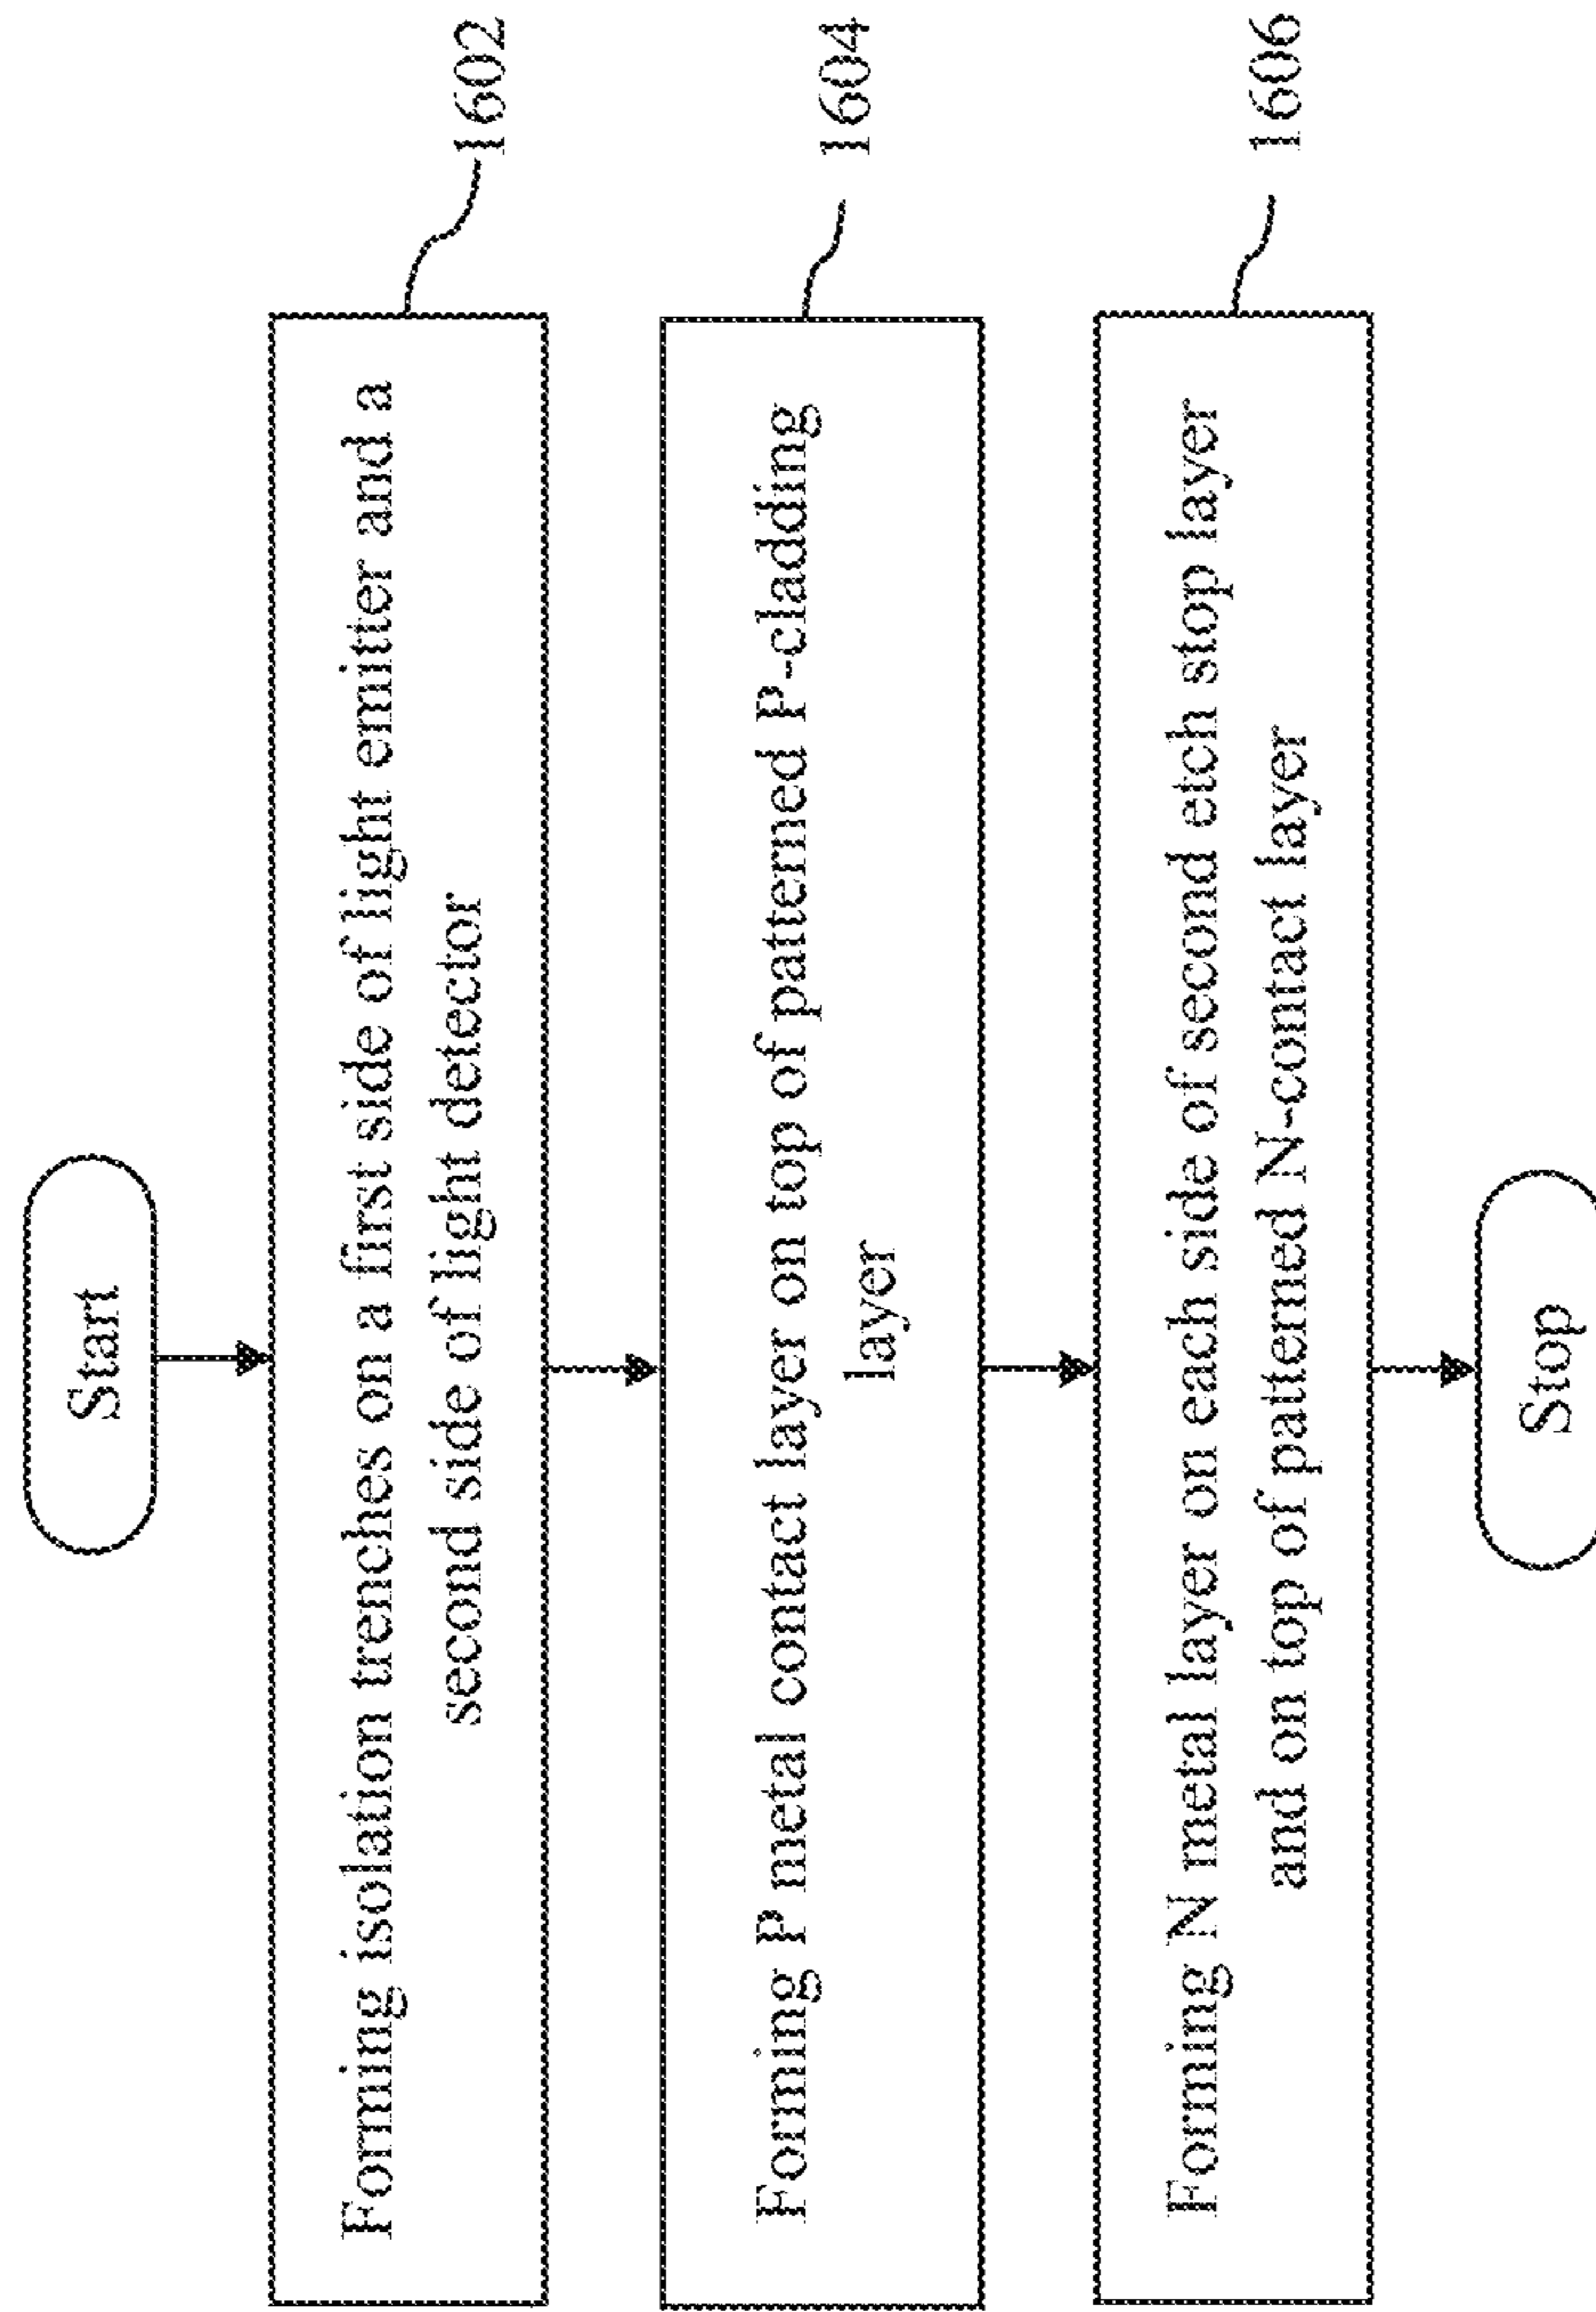 Start
Forming isolation trenches on a first side of light emitter and a
second side of light detector
1602
Forming P metal contact layer on top of patterned P-cladding
layer
1604
Forming N metal layer on each side of second etch stop layer
and on top of patterned N-contact layer
1606
Stop